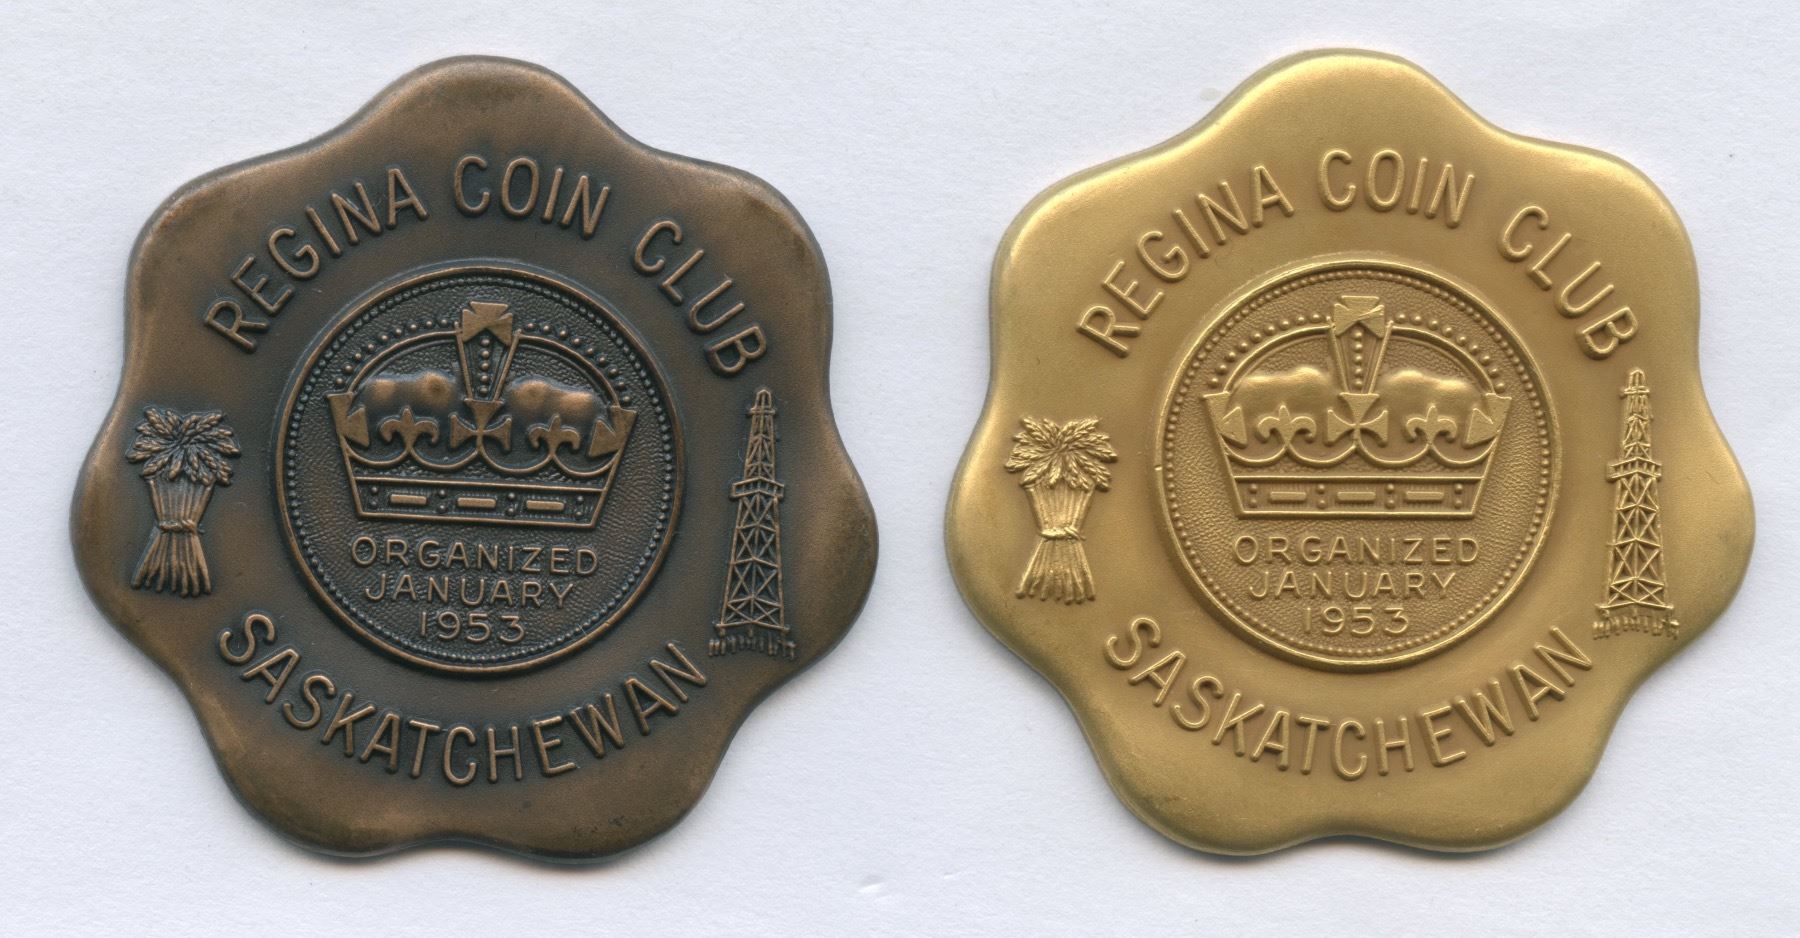 REGINA COIN CLUB
ORGANIZED
JANUARY
1953
SASKATCHEWAN
REGINA COIN CLUB
ORGANIZED
JANUARY
1953
SASKATCHEWAN